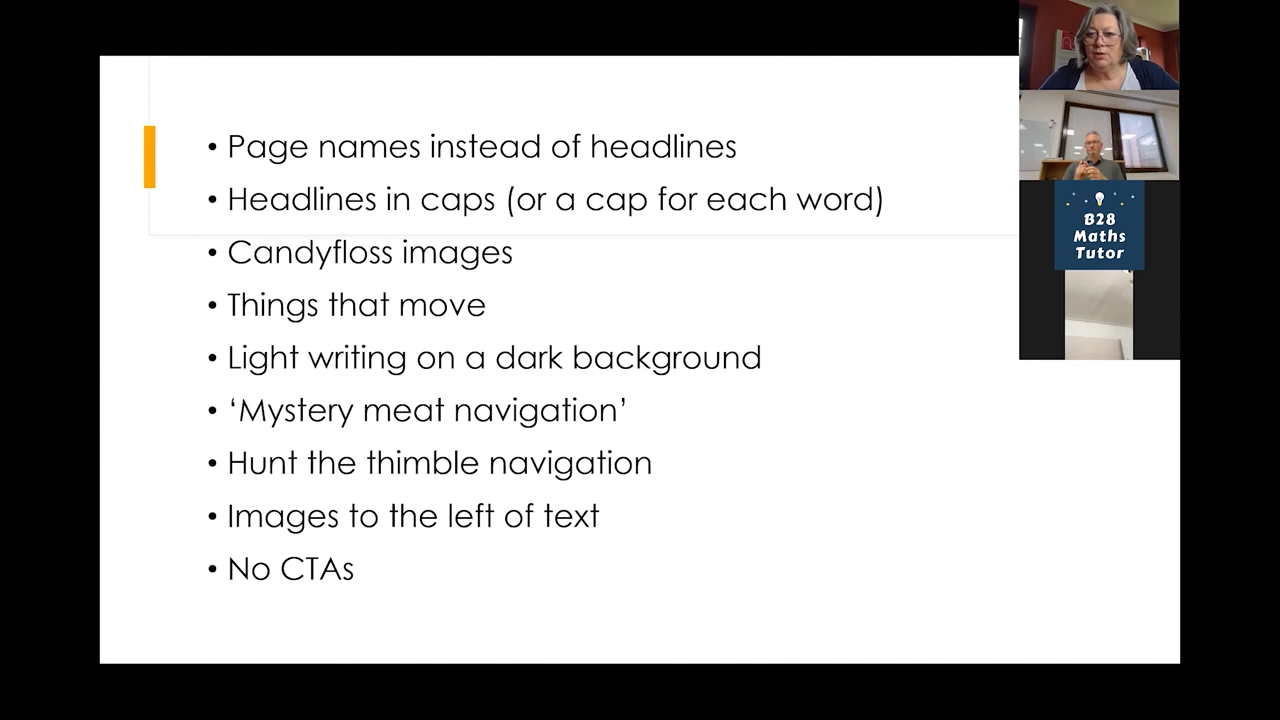 • Page names instead of headlines
• Headlines in caps (or a cap for each word)
• Candyfloss images
• Things that move
• Light writing on a dark background
• ‘Mystery meat navigation’
• Hunt the thimble navigation
• Images to the left of text
• No CTAs
B28
Maths
Tutor